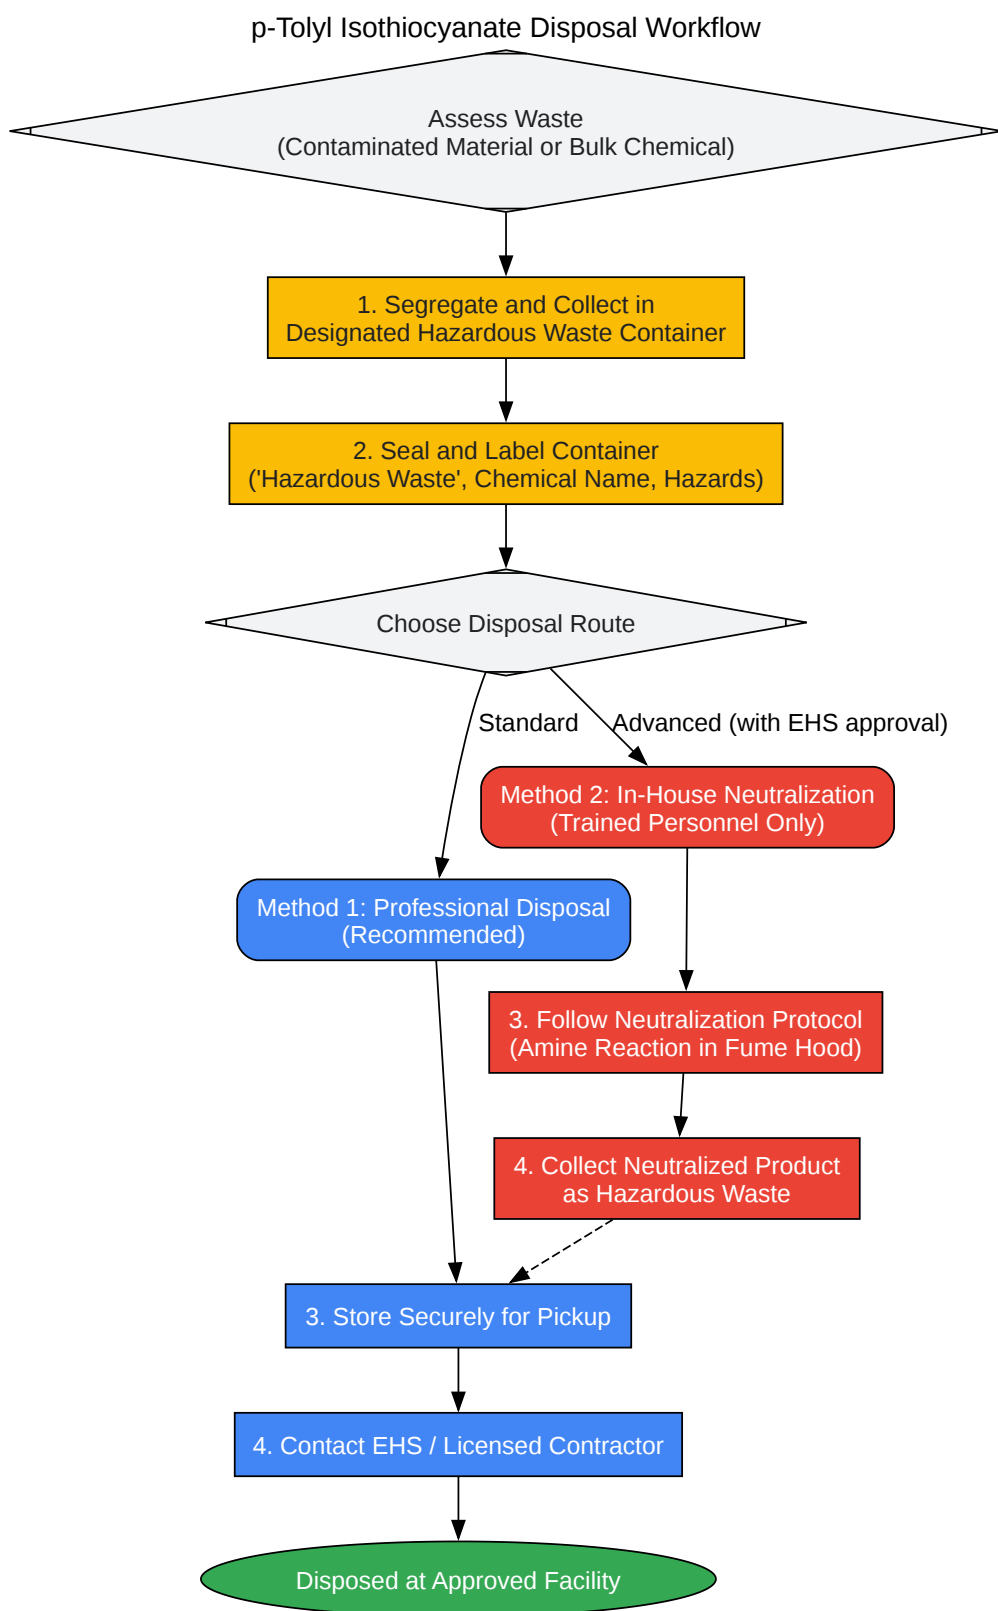 p-Tolyl Isothiocyanate Disposal Workflow
Assess Waste
(Contaminated Material or Bulk Chemical)
1. Segregate and Collect in
Designated Hazardous Waste Container
2. Seal and Label Container
('Hazardous Waste', Chemical Name, Hazards)
Choose Disposal Route
Standard
Advanced (with EHS approval)
Method 2: In-House Neutralization
(Trained Personnel Only)
Method 1: Professional Disposal
(Recommended)
3. Follow Neutralization Protocol
(Amine Reaction in Fume Hood)
4. Collect Neutralized Product
as Hazardous Waste
3. Store Securely for Pickup
4. Contact EHS / Licensed Contractor
Disposed at Approved Facility